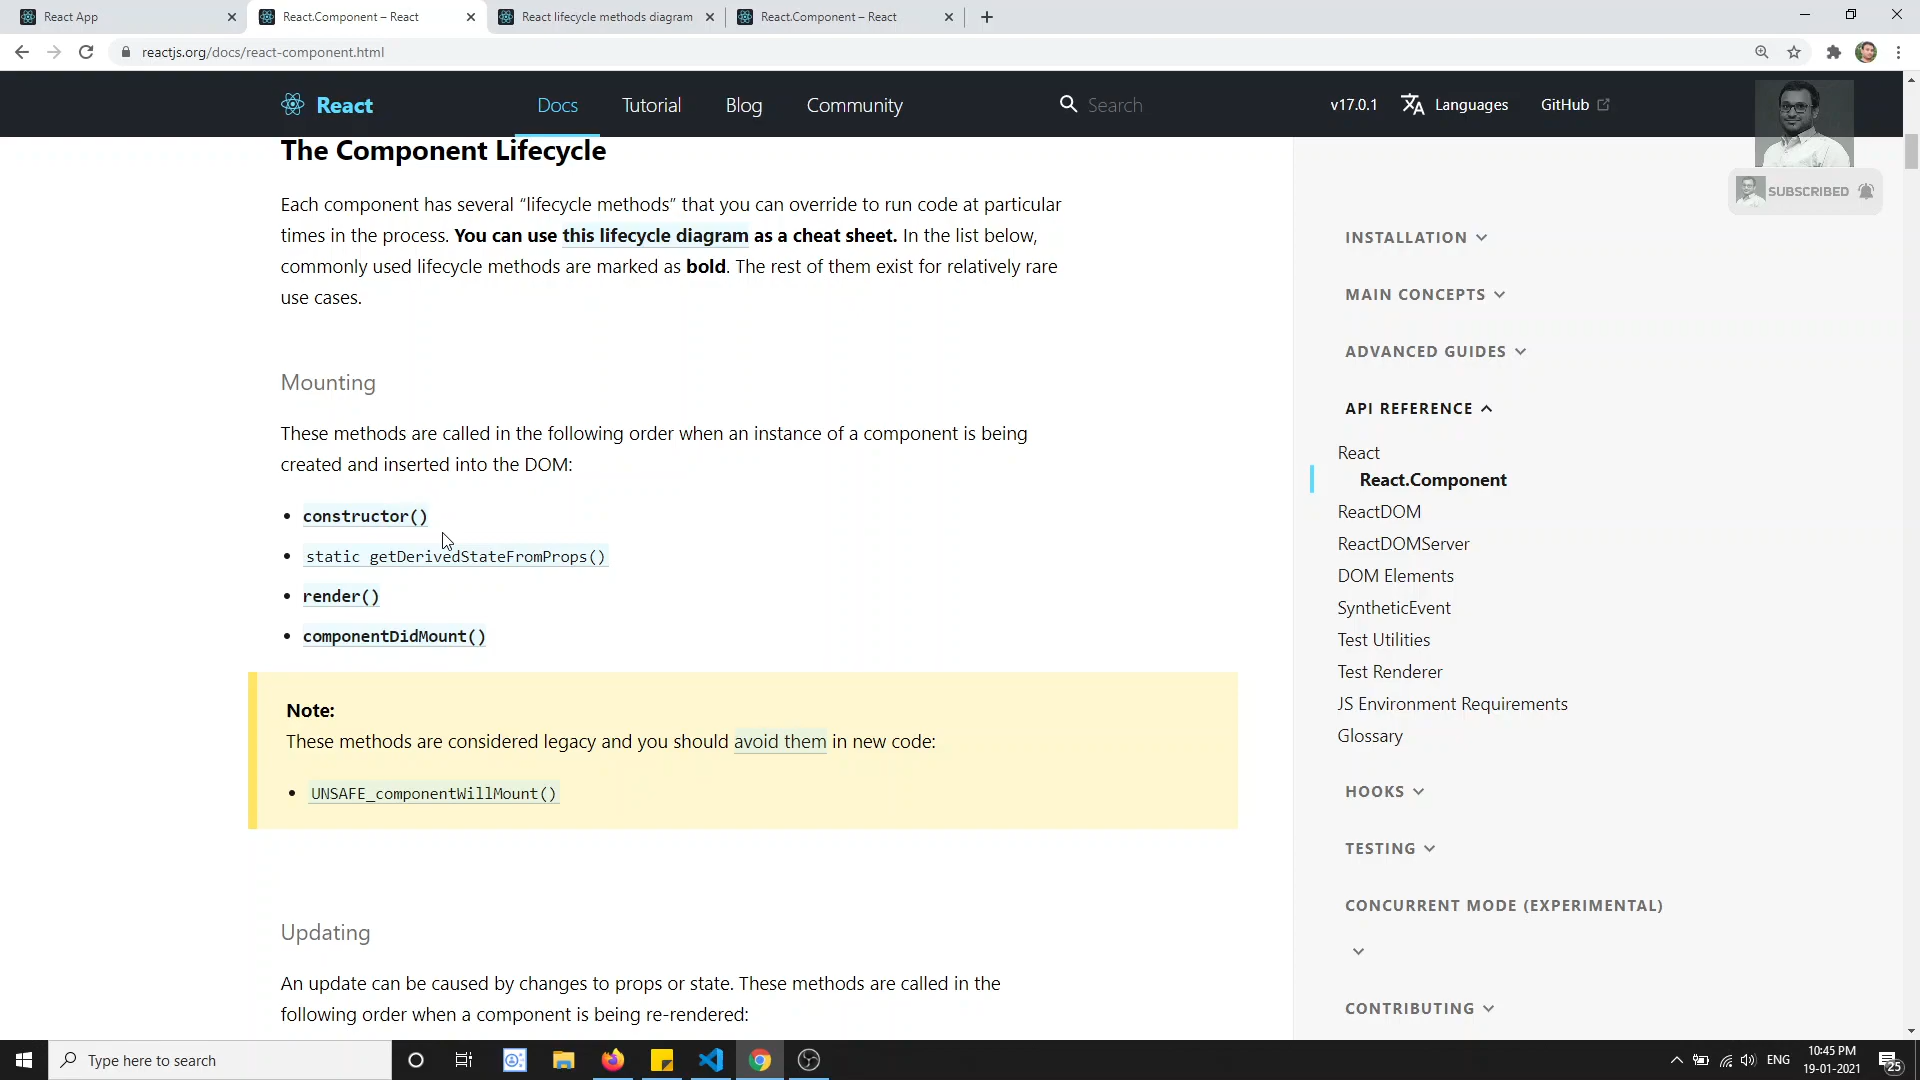 React App
React.Component – React
React lifecycle methods diagram
React.Component – React
reactjs.org/docs/react-component.html
React
Docs
Tutorial
Blog
Community
Search
v17.0.1
Languages
GitHub
SUBSCRIBED
The Component Lifecycle
Each component has several “lifecycle methods” that you can override to run code at particular
times in the process. You can use this lifecycle diagram as a cheat sheet. In the list below,
commonly used lifecycle methods are marked as bold. The rest of them exist for relatively rare
use cases.
Mounting
These methods are called in the following order when an instance of a component is being
created and inserted into the DOM:
constructor()
static getDerivedStateFromProps()
render()
componentDidMount()
Note:
These methods are considered legacy and you should avoid them in new code:
UNSAFE_componentWillMount()
Updating
An update can be caused by changes to props or state. These methods are called in the
following order when a component is being re-rendered:
INSTALLATION
MAIN CONCEPTS
ADVANCED GUIDES
API REFERENCE
React
React.Component
ReactDOM
ReactDOMServer
DOM Elements
SyntheticEvent
Test Utilities
Test Renderer
JS Environment Requirements
Glossary
HOOKS
TESTING
CONCURRENT MODE (EXPERIMENTAL)
CONTRIBUTING
Type here to search
ENG
10:45 PM
19-01-2021
25